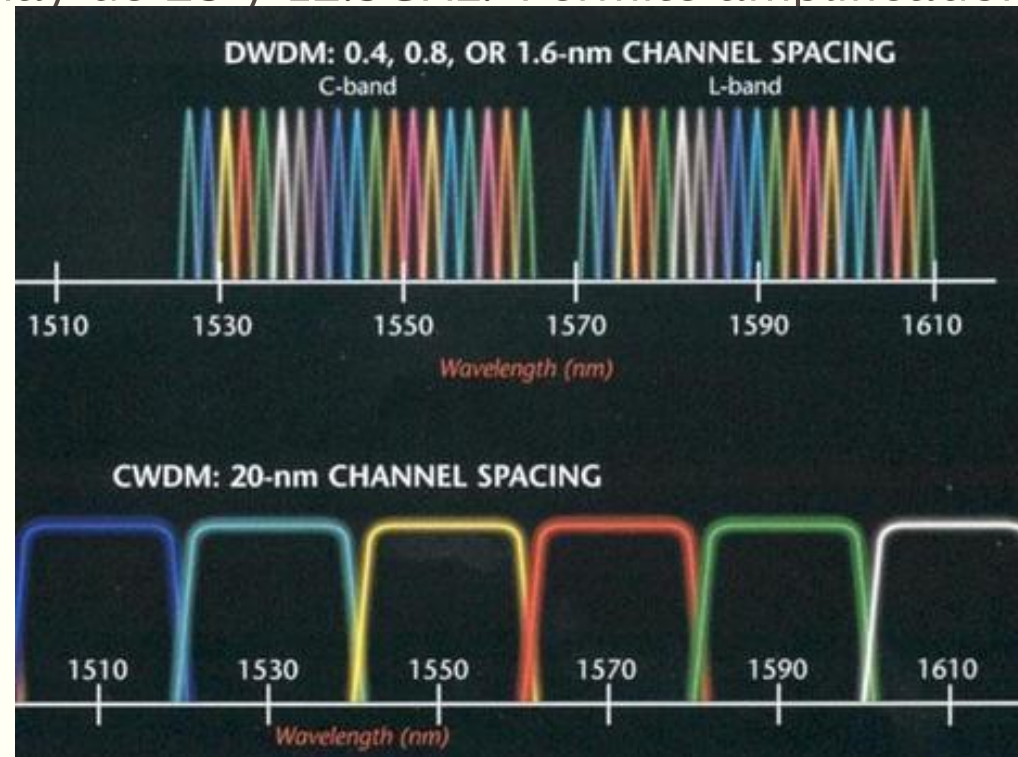 DWDM: 0.4, 0.8, OR 1.6-nm CHANNEL SPACING
C-band L-band
1510 1530 1550 1570 1590 1610
Wavelength (nm)
CWDM: 20-nm CHANNEL SPACING
1510 1530 1550 1570 1590 1610
Wavelength (nm)